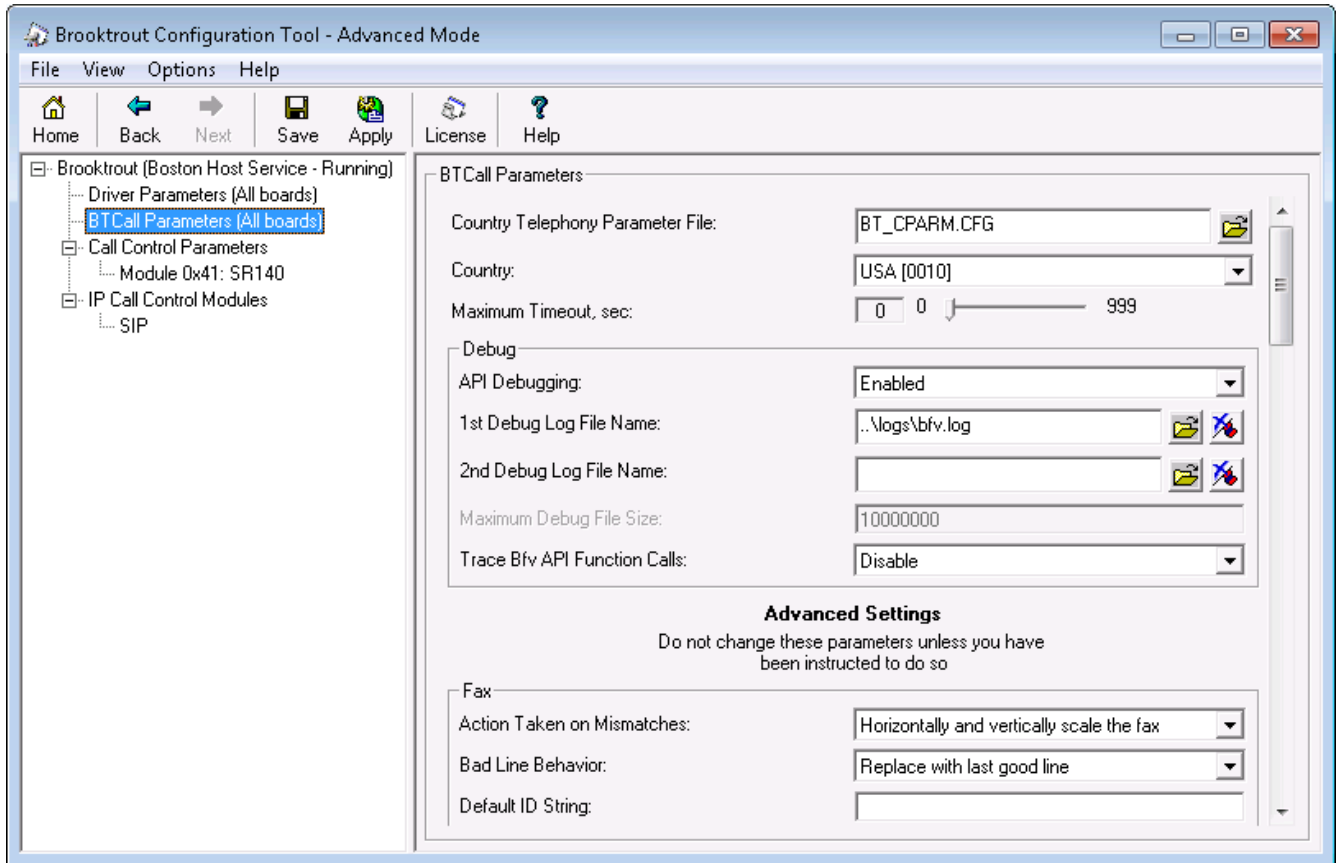 Brooktrout Configuration Tool - Advanced Mode
File View Options Help
Home Back Next Save Apply License Help
Brooktrout (Boston Host Service - Running)
Driver Parameters (All boards)
BTCall Parameters (All boards)
Call Control Parameters
Module 0x41: SR140
IP Call Control Modules
SIP
BTCall Parameters
Country Telephony Parameter File: BT_CPARM.CFG
Country: USA [0010]
Maximum Timeout, sec: 0 0 999
Debug
API Debugging: Enabled
1st Debug Log File Name: ..\logs\bfv.log
2nd Debug Log File Name:
Maximum Debug File Size: 10000000
Trace Bfv API Function Calls: Disable
Advanced Settings
Do not change these parameters unless you have
been instructed to do so
Fax
Action Taken on Mismatches: Horizontally and vertically scale the fax
Bad Line Behavior: Replace with last good line
Default ID String: